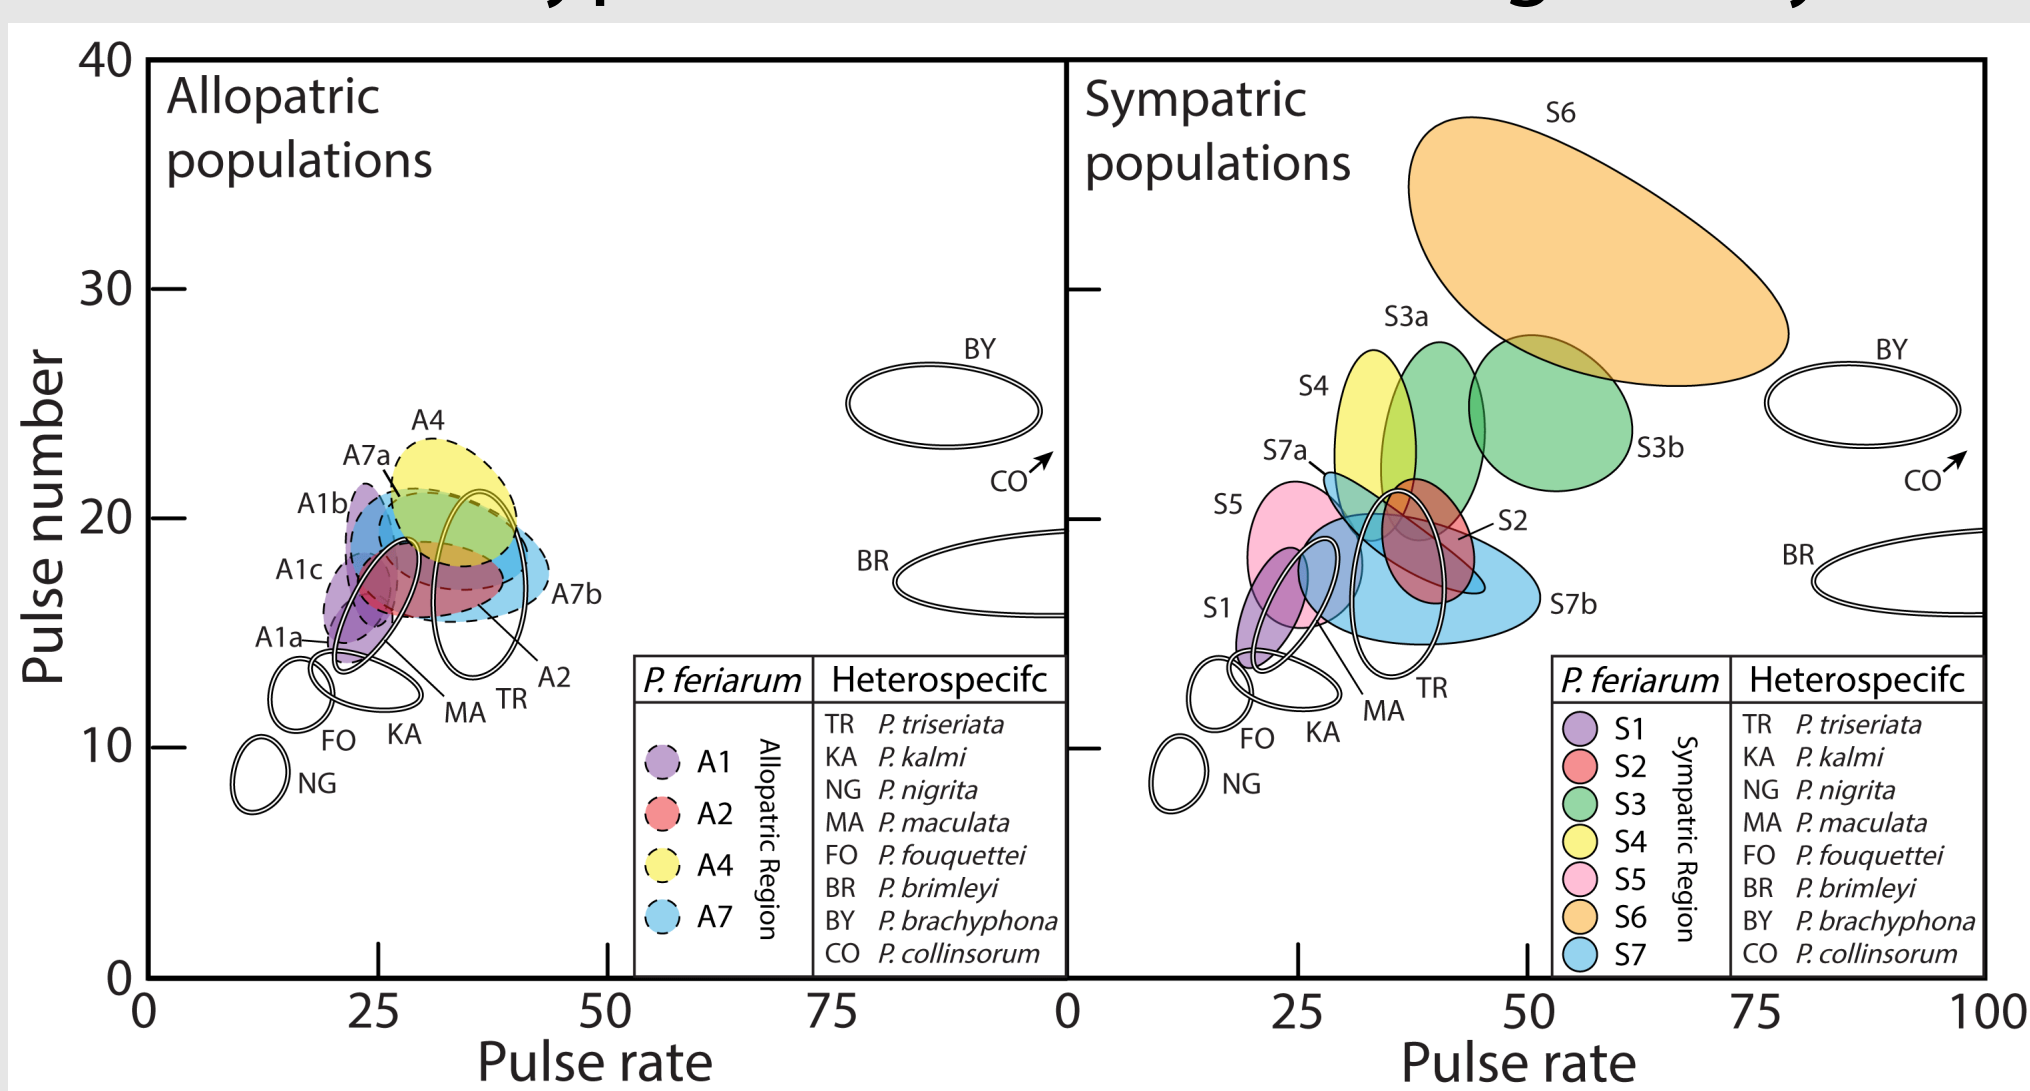 40
30
20
10
0
Pulse number
Allopatric
populations
A4
A7a
A1b
A1c
A1a
A7b
A2
TR
MA
KA
FO
NG
BY
CO
BR
P. feriarum
Heterospecifc
A1
A2
A4
A7
Allopatric Region
TR P. triseriata
KA P. kalmi
NG P. nigrita
MA P. maculata
FO P. fouquettei
BR P. brimleyi
BY P. brachyphona
CO P. collinsorum
0 25 50 75
Pulse rate
Sympatric
populations
S6
S3a
S4
S3b
S7a
S5
S2
S1
S7b
TR
MA
KA
FO
NG
BY
CO
BR
P. feriarum
Heterospecifc
S1
S2
S3
S4
S5
S6
S7
Sympatric Region
TR P. triseriata
KA P. kalmi
NG P. nigrita
MA P. maculata
FO P. fouquettei
BR P. brimleyi
BY P. brachyphona
CO P. collinsorum
0 25 50 75 100
Pulse rate